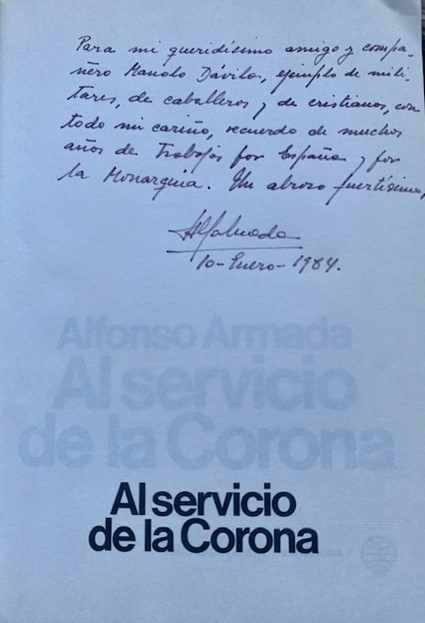 Para mi queridísimo amigo y compa-
ñero Manolo Dávila, ejemplo de mili-
tares, de caballeros y de cristianos, con
todo mi cariño, recuerdo de muchos
años de trabajos por España y por
la Monarquía. Un abrazo fuertísimo,
AlfArmada
10-Enero-1984.
Alfonso Armada
Al servicio
de la Corona
Al servicio
de la Corona